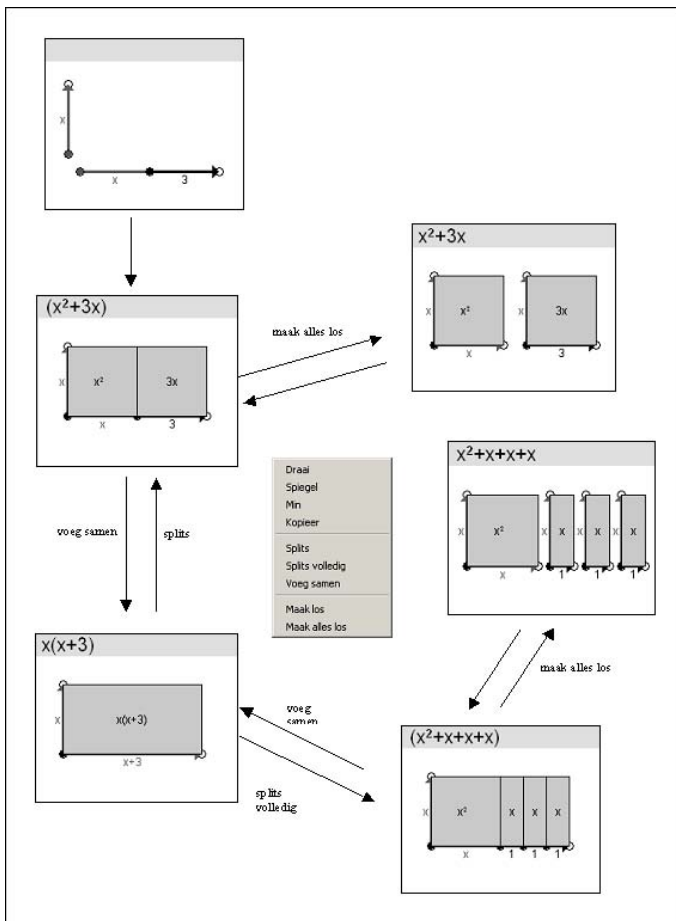 x
x 3
x²+3x
x x² x 3x
x 3
(x²+3x)
x x² 3x
x 3
maak alles los
x²+x+x+x
x x² x x x x x x
x 1 1 1
Draai
Spiegel
Min
Kopieer
Splits
Splits volledig
Voeg samen
Maak los
Maak alles los
voeg samen splits
x(x+3)
x x(x+3)
x+3
maak alles los
voeg
samen
splits
volledig
(x²+x+x+x)
x x² x x x
x 1 1 1